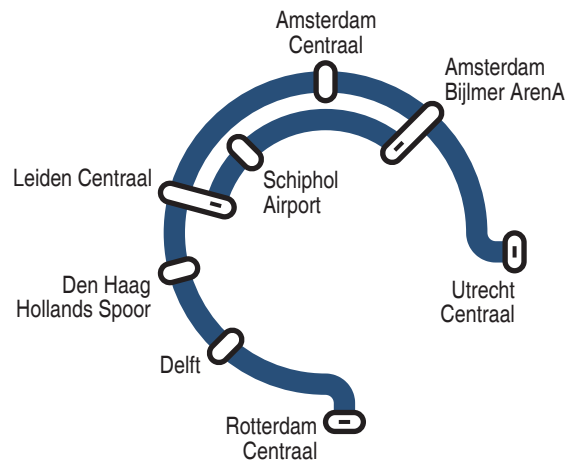 Amsterdam
Centraal
Amsterdam
Bijlmer ArenA
Leiden Centraal
Schiphol
Airport
Den Haag
Hollands Spoor
Utrecht
Centraal
Delft
Rotterdam
Centraal